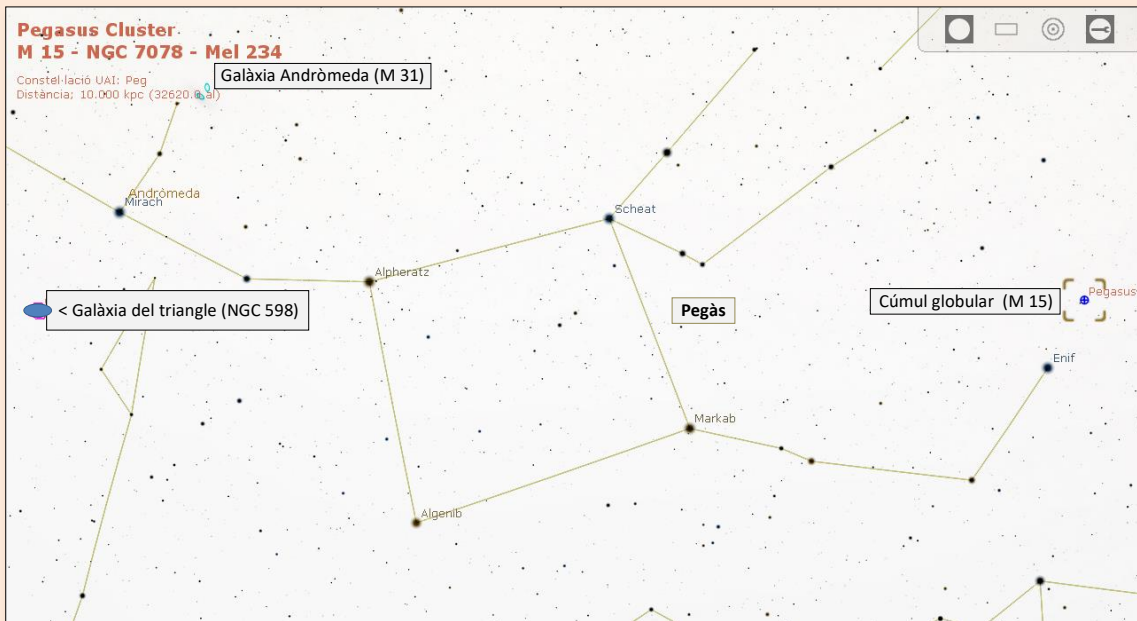 Pegasus Cluster
M 15 - NGC 7078 - Mel 234
Constel·lació UAI: Peg
Distància: 10.000 kpc (32620.0 al)
Galàxia Andròmeda (M 31)
Andròmeda
Mirach
Scheat
Alpheratz
< Galàxia del triangle (NGC 598)
Pegàs
Cúmul globular (M 15)
Pegasus
Enif
Markab
Algenib